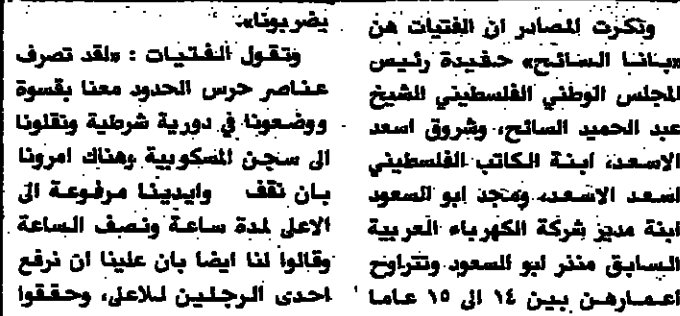 وذكرت المصادر ان الفتيات هن
«بانا السائح» حفيدة رئيس
المجلس الوطني الفلسطيني الشيخ
عبد الحميد السائح، وشروق اسعد
الاسعد، ابنة الكاتب الفلسطيني
اسعد الاسعد، ومجد ابو السعود
ابنة مدير شركة الكهرباء العربية
السابق منذر ابو السعود وتتراوح
اعمارهن بين ١٤ الى ١٥ عاما
يضربوننا».
وتقول الفتيات : «لقد تصرف
عناصر حرس الحدود معنا بقسوة
ووضعونا في دورية شرطية ونقلونا
الى سجن المسكوبية وهناك امرونا
بان نقف وايدينا مرفوعة الى
الاعلى لمدة ساعة ونصف الساعة
وقالوا لنا ايضا بان علينا ان نرفع
احدى الرجلين للاعلى، وحققوا